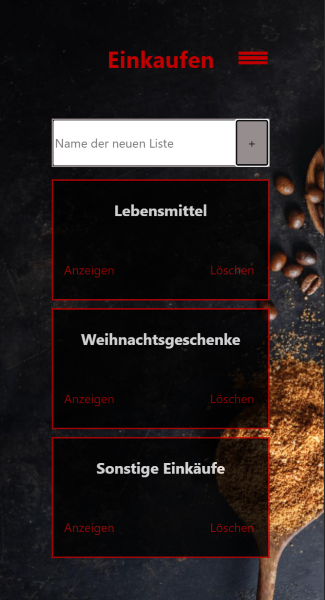 Einkaufen
Name der neuen Liste +
Lebensmittel
Anzeigen Löschen
Weihnachtsgeschenke
Anzeigen Löschen
Sonstige Einkäufe
Anzeigen Löschen